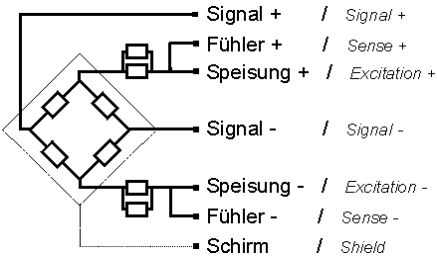 Signal + / Signal +
Fühler + / Sense +
Speisung + / Excitation +
Signal - / Signal -
Speisung - / Excitation -
Fühler - / Sense -
Schirm / Shield